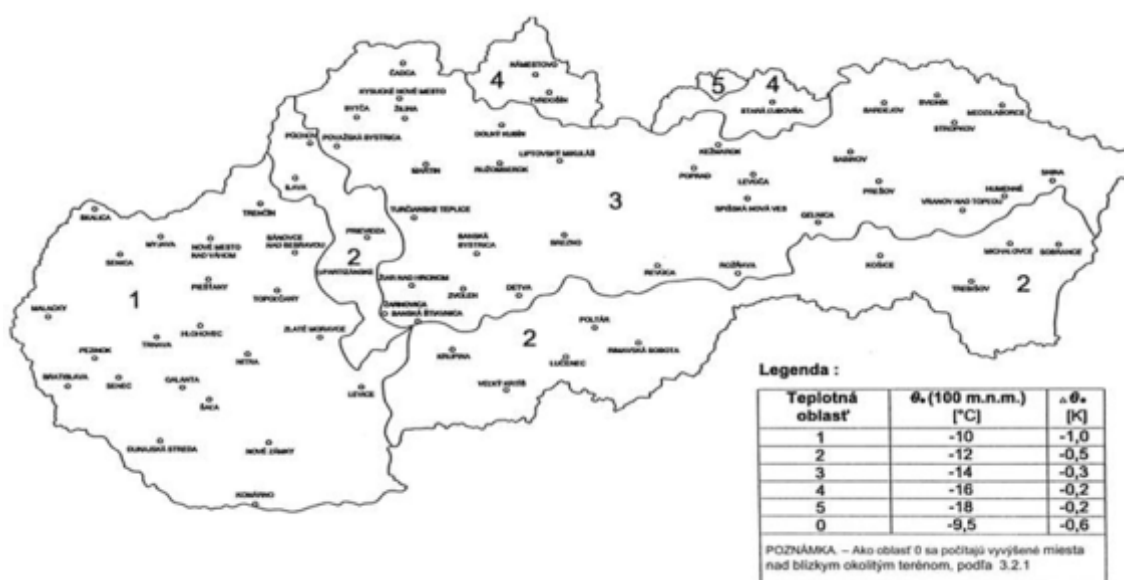 NÁMESTOVO
4
ČADCA
TVRDOŠÍN
5
4
STARÁ ĽUBOVŇA
KYSUCKÉ NOVÉ MESTO
BYTČA
ŽILINA
BARDEJOV
SVIDNÍK
MEDZILABORCE
STROPKOV
DOLNÝ KUBÍN
PÚCHOV
POVAŽSKÁ BYSTRICA
KEŽMAROK
LIPTOVSKÝ MIKULÁŠ
SABINOV
MARTIN
RUŽOMBEROK
POPRAD
LEVOČA
PREŠOV
ILAVA
SNINA
HUMENNÉ
3
SPIŠSKÁ NOVÁ VES
VRANOV NAD TOPĽOU
TRENČÍN
TURČIANSKE TEPLICE
GELNICA
SKALICA
MYJAVA
NOVÉ MESTO
NAD VÁHOM
BÁNOVCE
NAD BEBRAVOU
PRIEVIDZA
BANSKÁ
BYSTRICA
BREZNO
MICHALOVCE
SOBRANCE
SENICA
2
KOŠICE
REVÚCA
ROŽŇAVA
PARTIZÁNSKE
ŽIAR NAD HRONOM
PIEŠŤANY
TOPOĽČANY
ZVOLEN
DETVA
TREBIŠOV
2
1
ŽARNOVICA
BANSKÁ ŠTIAVNICA
MALACKY
HLOHOVEC
ZLATÉ MORAVCE
POLTÁR
TRNAVA
2
RIMAVSKÁ SOBOTA
KRUPINA
LUČENEC
PEZINOK
NITRA
BRATISLAVA
SENEC
GALANTA
LEVICE
VEĽKÝ KRTÍŠ
ŠAĽA
DUNAJSKÁ STREDA
NOVÉ ZÁMKY
KOMÁRNO
Legenda :
Teplotná oblasť θe (100 m.n.m.) [°C] △θe [K]
1 -10 -1,0
2 -12 -0,5
3 -14 -0,3
4 -16 -0,2
5 -18 -0,2
0 -9,5 -0,6
POZNÁMKA. – Ako oblasť 0 sa počítajú vyvýšené miesta
nad blízkym okolitým terénom, podľa 3.2.1